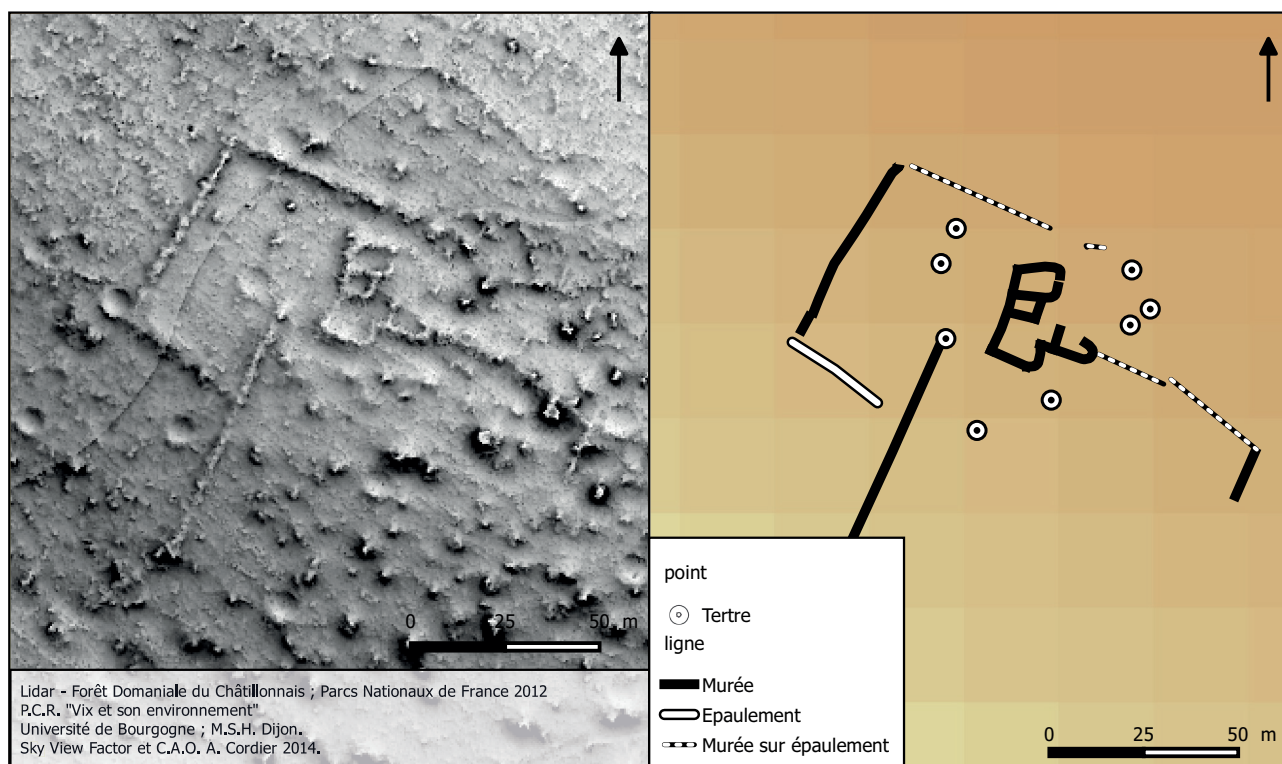 0 25 50 m
Lidar - Forêt Domaniale du Châtillonnais ; Parcs Nationaux de France 2012
P.C.R. "Vix et son environnement"
Université de Bourgogne ; M.S.H. Dijon.
Sky View Factor et C.A.O. A. Cordier 2014.
point
Tertre
ligne
Murée
Epaulement
Murée sur épaulement
0 25 50 m